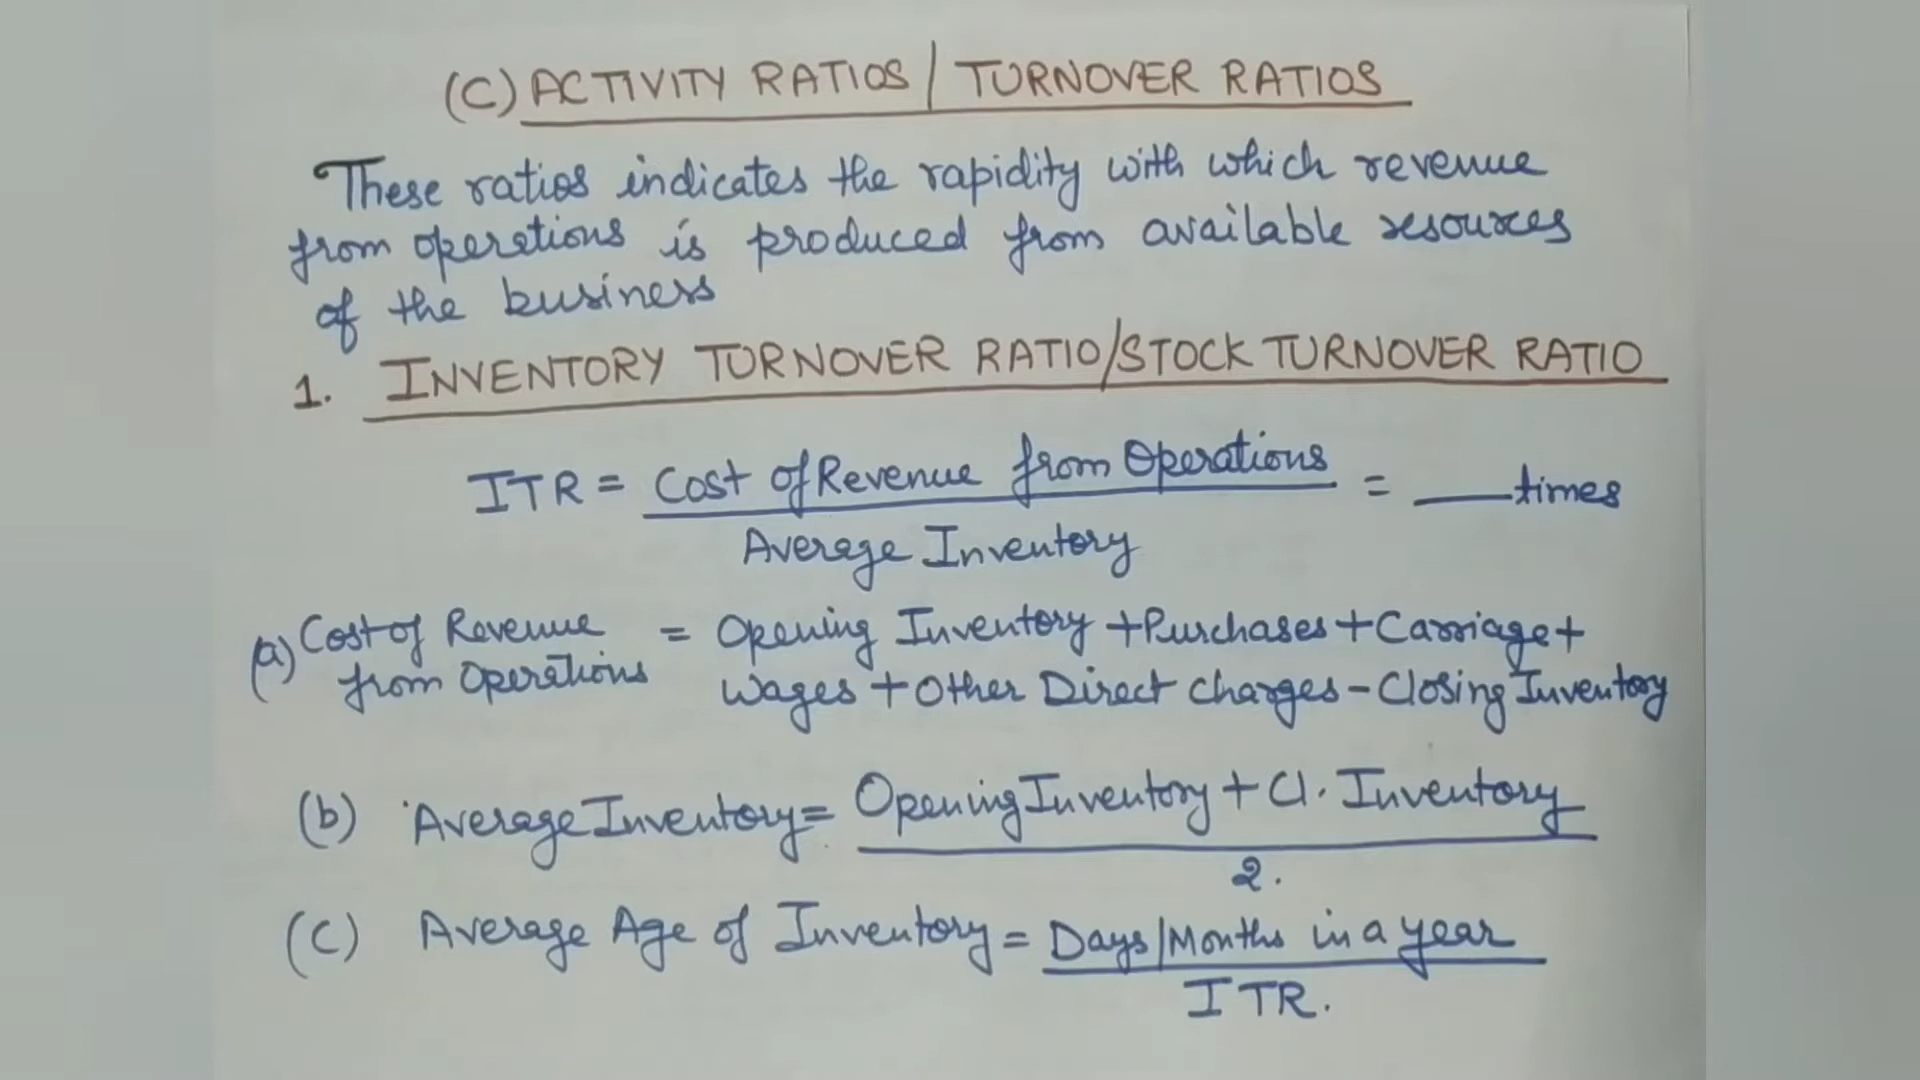 (C) ACTIVITY RATIOS / TURNOVER RATIOS
These ratios indicates the rapidity with which revenue
from operations is produced from available resources
of the business
1. INVENTORY TURNOVER RATIO/STOCK TURNOVER RATIO
ITR = Cost of Revenue from Operations = ___ times
Average Inventory
(a) Cost of Revenue = Opening Inventory + Purchases + Carriage +
from Operations Wages + Other Direct Charges - Closing Inventory
(b) Average Inventory = Opening Inventory + Cl. Inventory
2.
(C) Average Age of Inventory = Days/Months in a year
ITR.